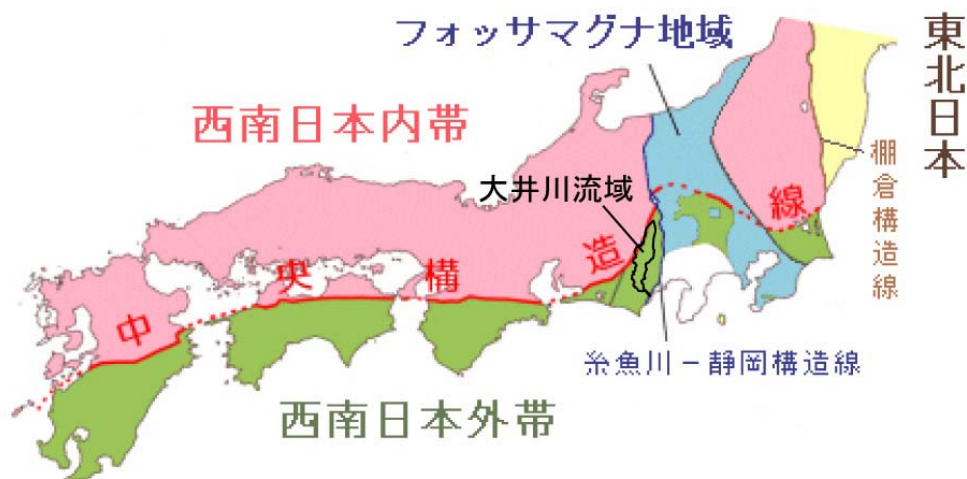 フォッサマグナ地域
東北日本
西南日本内帯
棚倉構造線
大井川流域
中央構造線
糸魚川－静岡構造線
西南日本外帯